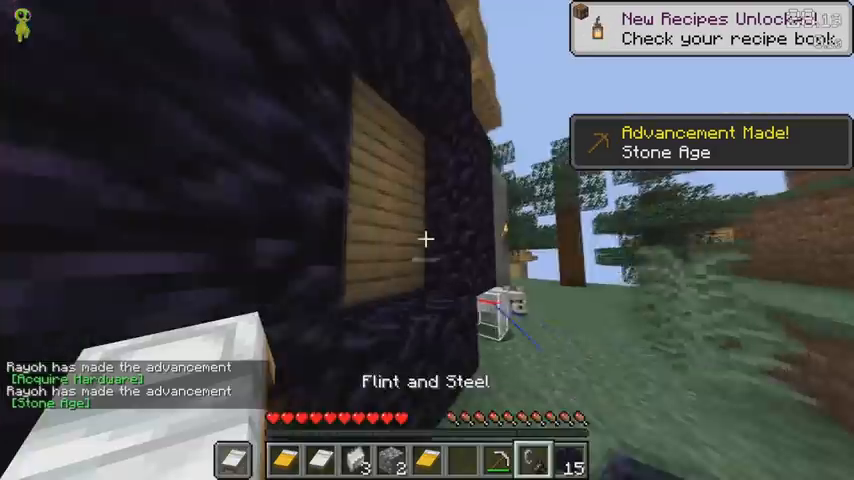 New Recipes Unlocked!
Check your recipe book
Advancement Made!
Stone Age
Rayoh has made the advancement
[Acquire Hardware]
Rayoh has made the advancement
[Stone Age]
Flint and Steel
3
2
15